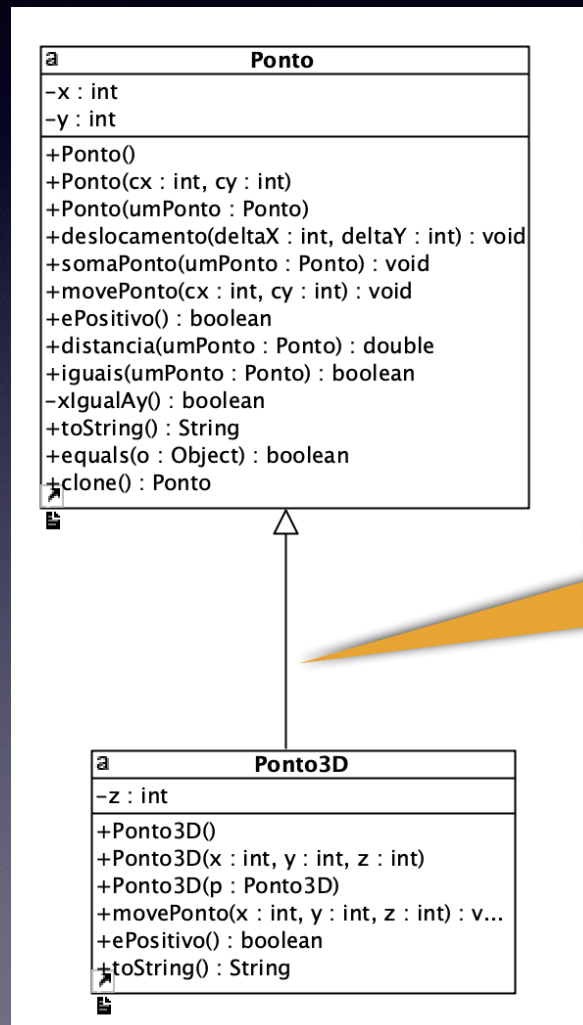 a Ponto
-x : int
-y : int
+Ponto()
+Ponto(cx : int, cy : int)
+Ponto(umPonto : Ponto)
+deslocamento(deltaX : int, deltaY : int) : void
+somaPonto(umPonto : Ponto) : void
+movePonto(cx : int, cy : int) : void
+ePositivo() : boolean
+distancia(umPonto : Ponto) : double
+iguais(umPonto : Ponto) : boolean
-xIgualAy() : boolean
+toString() : String
+equals(o : Object) : boolean
+clone() : Ponto
a Ponto3D
-z : int
+Ponto3D()
+Ponto3D(x : int, y : int, z : int)
+Ponto3D(p : Ponto3D)
+movePonto(x : int, y : int, z : int) : v...
+ePositivo() : boolean
+toString() : String